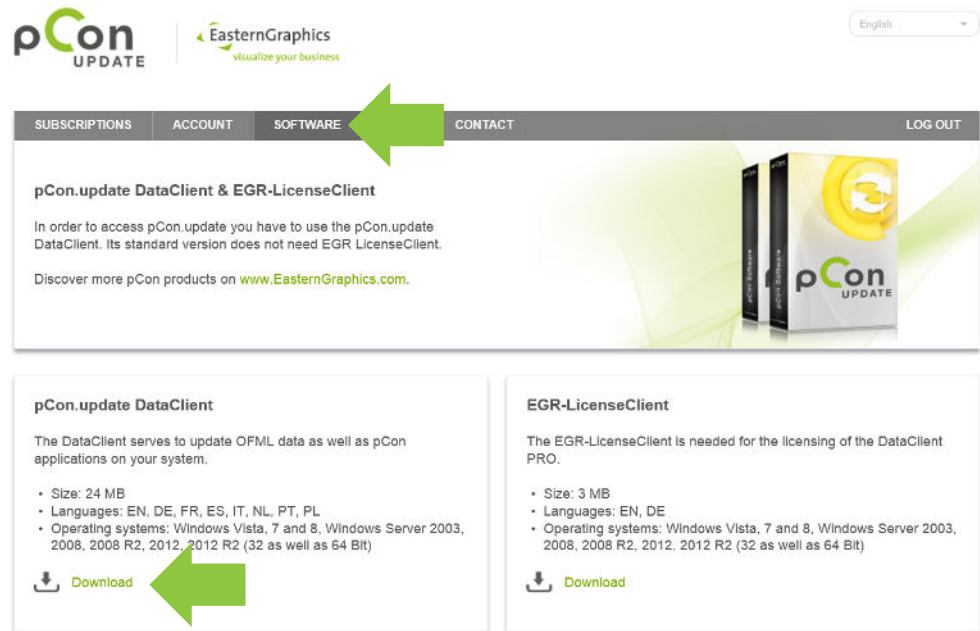 pCon
UPDATE
EasternGraphics
visualize your business
English
SUBSCRIPTIONS
ACCOUNT
SOFTWARE
CONTACT
LOG OUT
pCon.update DataClient & EGR-LicenseClient
In order to access pCon.update you have to use the pCon.update
DataClient. Its standard version does not need EGR LicenseClient.
Discover more pCon products on www.EasternGraphics.com.
pCon
pCon
pCon Software
pCon Software
pCon
UPDATE
pCon.update DataClient
The DataClient serves to update OFML data as well as pCon
applications on your system.
• Size: 24 MB
• Languages: EN, DE, FR, ES, IT, NL, PT, PL
• Operating systems: Windows Vista, 7 and 8, Windows Server 2003,
2008, 2008 R2, 2012, 2012 R2 (32 as well as 64 Bit)
Download
EGR-LicenseClient
The EGR-LicenseClient is needed for the licensing of the DataClient
PRO.
• Size: 3 MB
• Languages: EN, DE
• Operating systems: Windows Vista, 7 and 8, Windows Server 2003,
2008, 2008 R2, 2012, 2012 R2 (32 as well as 64 Bit)
Download